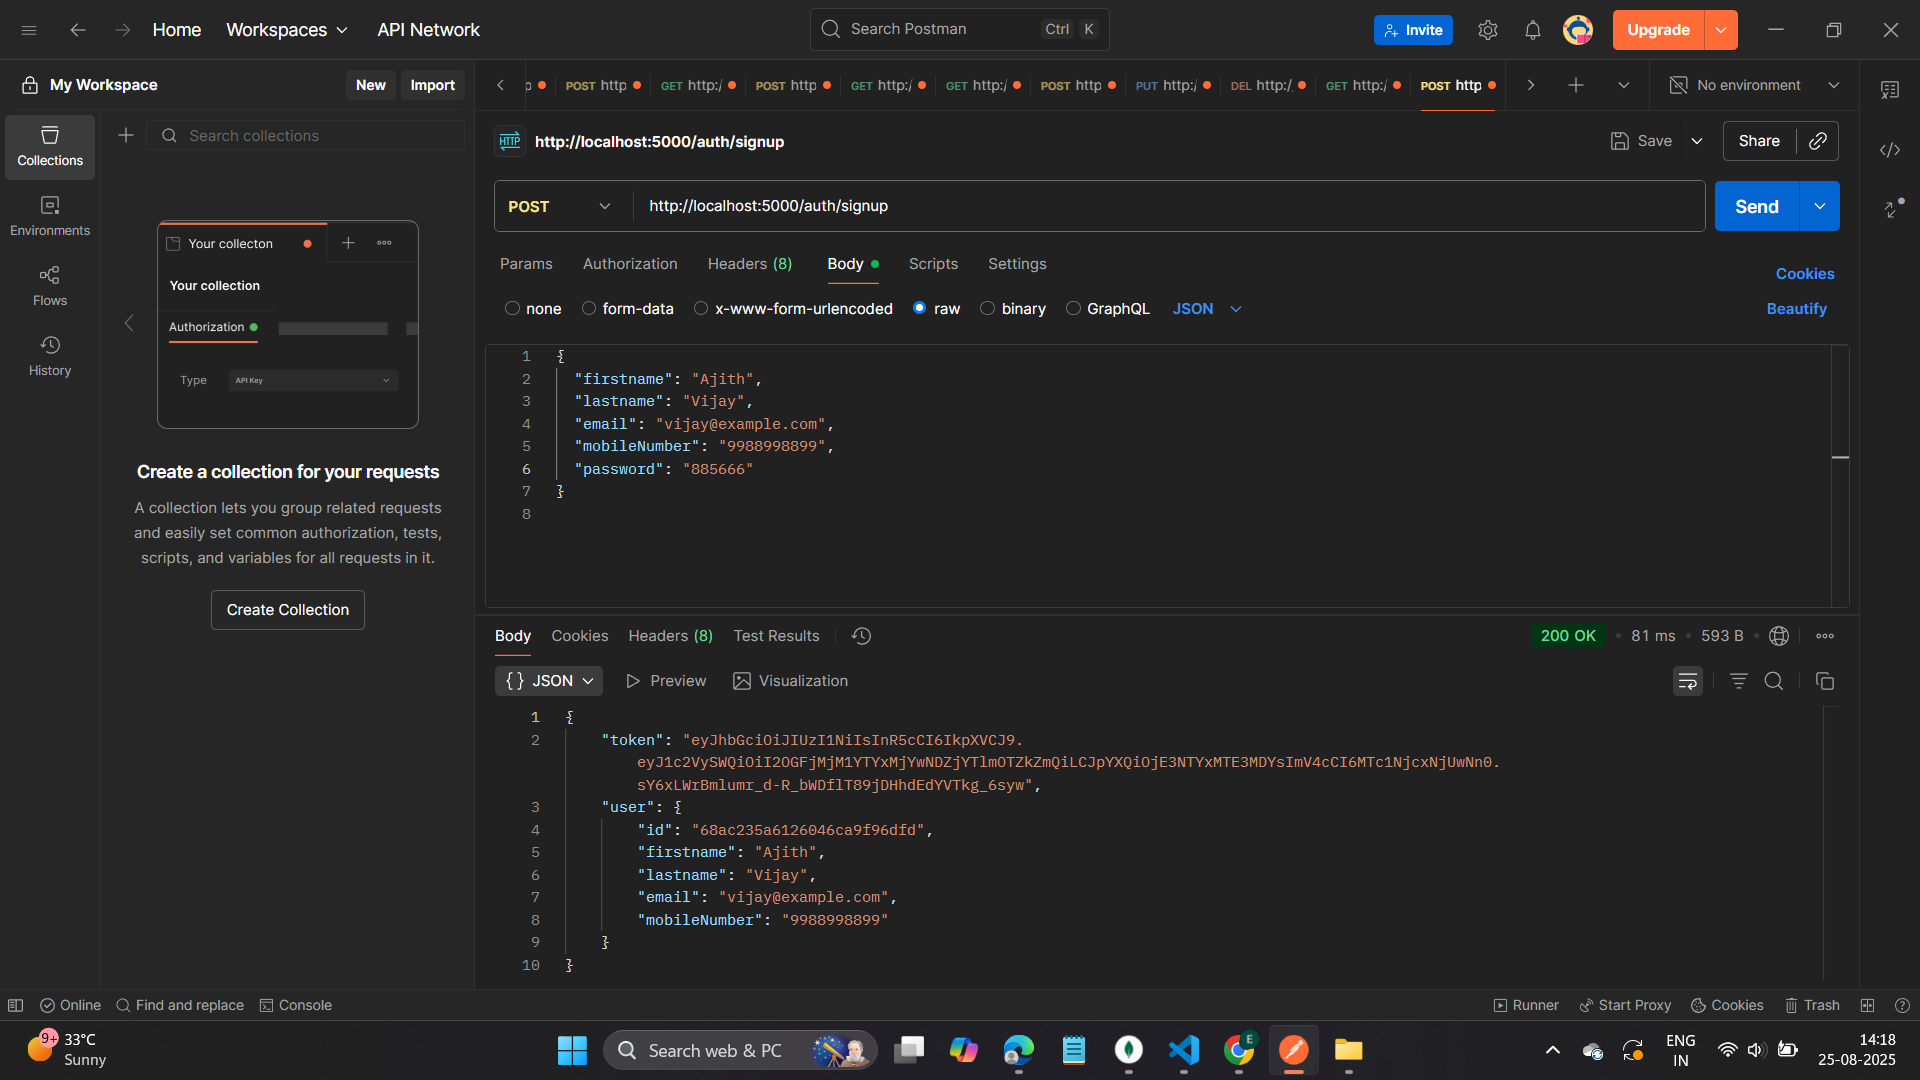 Home
Workspaces
API Network
Search Postman
Ctrl K
Invite
Upgrade
My Workspace
New
Import
POST http
GET http:/
POST http
GET http:/
GET http:/
POST http
PUT http:/
DEL http:/
GET http:/
POST http
No environment
Search collections
Collections
Environments
Flows
History
Your collecton
Your collection
Authorization
Type
API Key
Create a collection for your requests
A collection lets you group related requests
and easily set common authorization, tests,
scripts, and variables for all requests in it.
Create Collection
HTTP http://localhost:5000/auth/signup
Save
Share
POST
http://localhost:5000/auth/signup
Send
Params Authorization Headers (8) Body Scripts Settings
Cookies
none form-data x-www-form-urlencoded raw binary GraphQL JSON
Beautify
1 {
2 "firstname": "Ajith",
3 "lastname": "Vijay",
4 "email": "vijay@example.com",
5 "mobileNumber": "9988998899",
6 "password": "885666"
7 }
8
Body Cookies Headers (8) Test Results
200 OK • 81 ms • 593 B
{} JSON Preview Visualization
1 {
2 "token": "eyJhbGciOiJIUzI1NiIsInR5cCI6IkpXVCJ9.
eyJ1c2VySWQiOiI2OGFjMjM1YTYxMjYwNDZjYTlmOTZkZmQiLCJpYXQiOjE3NTYxMTE3MDYsImV4cCI6MTc1NjcxNjUwNn0.
sY6xLWrBmlumr_d-R_bWDflT89jDHhdEdYVTkg_6syw",
3 "user": {
4 "id": "68ac235a6126046ca9f96dfd",
5 "firstname": "Ajith",
6 "lastname": "Vijay",
7 "email": "vijay@example.com",
8 "mobileNumber": "9988998899"
9 }
10 }
Online
Find and replace
Console
Runner
Start Proxy
Cookies
Trash
9+
33°C
Sunny
Search web & PC
E
ENG
IN
14:18
25-08-2025